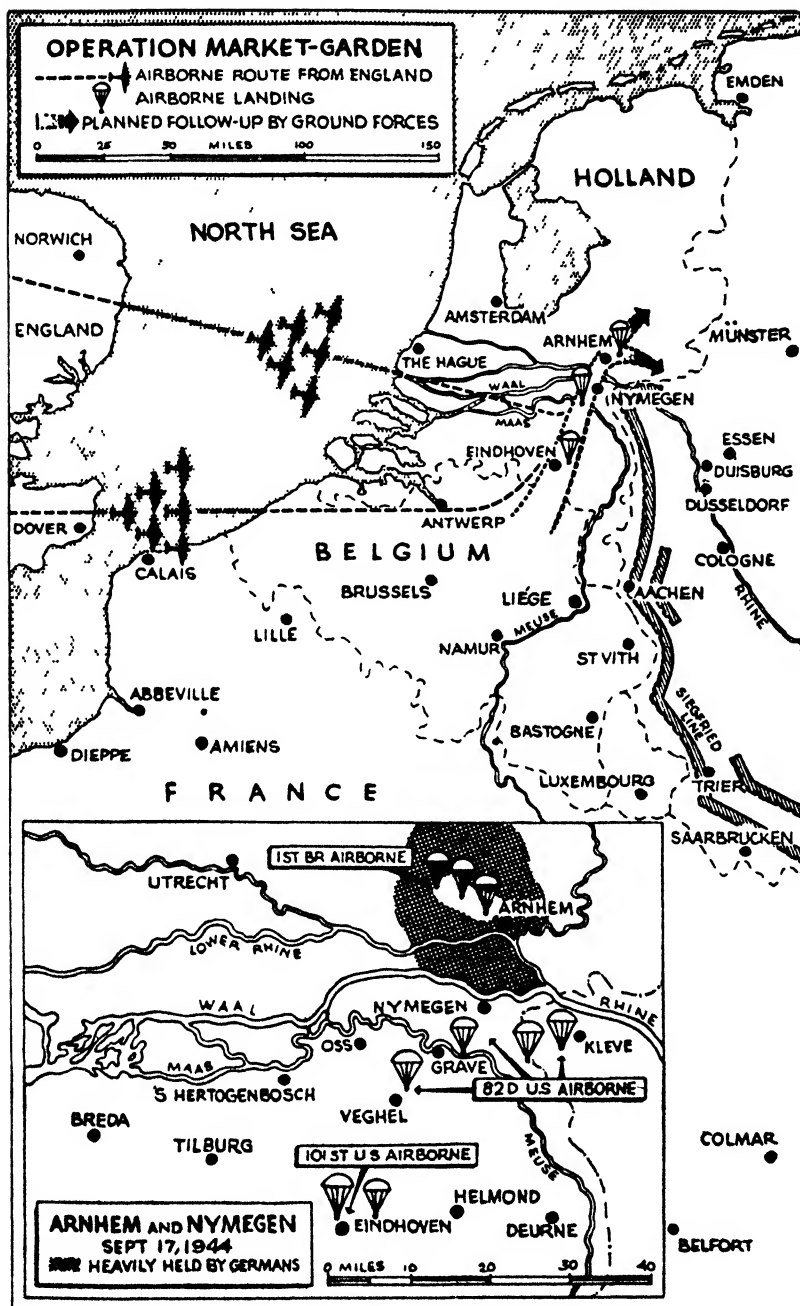 OPERATION MARKET-GARDEN
AIRBORNE ROUTE FROM ENGLAND
AIRBORNE LANDING
PLANNED FOLLOW-UP BY GROUND FORCES
0 25 50 MILES 100 150
EMDEN
HOLLAND
NORTH SEA
NORWICH
ENGLAND
AMSTERDAM
ARNHEM
MÜNSTER
THE HAGUE
WAAL
NYMEGEN
MAAS
EINDHOVEN
ESSEN
DUISBURG
DÜSSELDORF
DOVER
ANTWERP
CALAIS
BELGIUM
COLOGNE
BRUSSELS
LIÉGE
AACHEN
RHINE
LILLE
MEUSE
NAMUR
ST VITH
ABBEVILLE
SIEGFRIED
LINE
BASTOGNE
DIEPPE
AMIENS
LUXEMBOURG
TRIER
FRANCE
SAARBRUCKEN
1ST BR AIRBORNE
UTRECHT
ARNHEM
LOWER RHINE
WAAL
NYMEGEN
RHINE
OSS
KLEVE
MAAS
GRAVE
'S HERTOGENBOSCH
82D U.S AIRBORNE
VEGHEL
BREDA
TILBURG
MEUSE
COLMAR
101ST U S AIRBORNE
HELMOND
EINDHOVEN
DEURNE
BELFORT
ARNHEM AND NYMEGEN
SEPT 17, 1944
HEAVILY HELD BY GERMANS
0 MILES 10 20 30 40